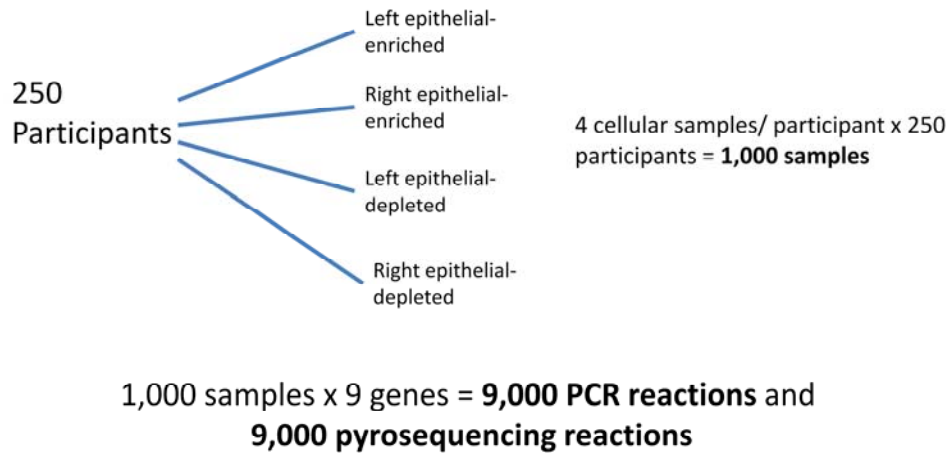 Left epithelial-
enriched
250
Participants
Right epithelial-
enriched
4 cellular samples/ participant x 250
participants = 1,000 samples
Left epithelial-
depleted
Right epithelial-
depleted
1,000 samples x 9 genes = 9,000 PCR reactions and
9,000 pyrosequencing reactions